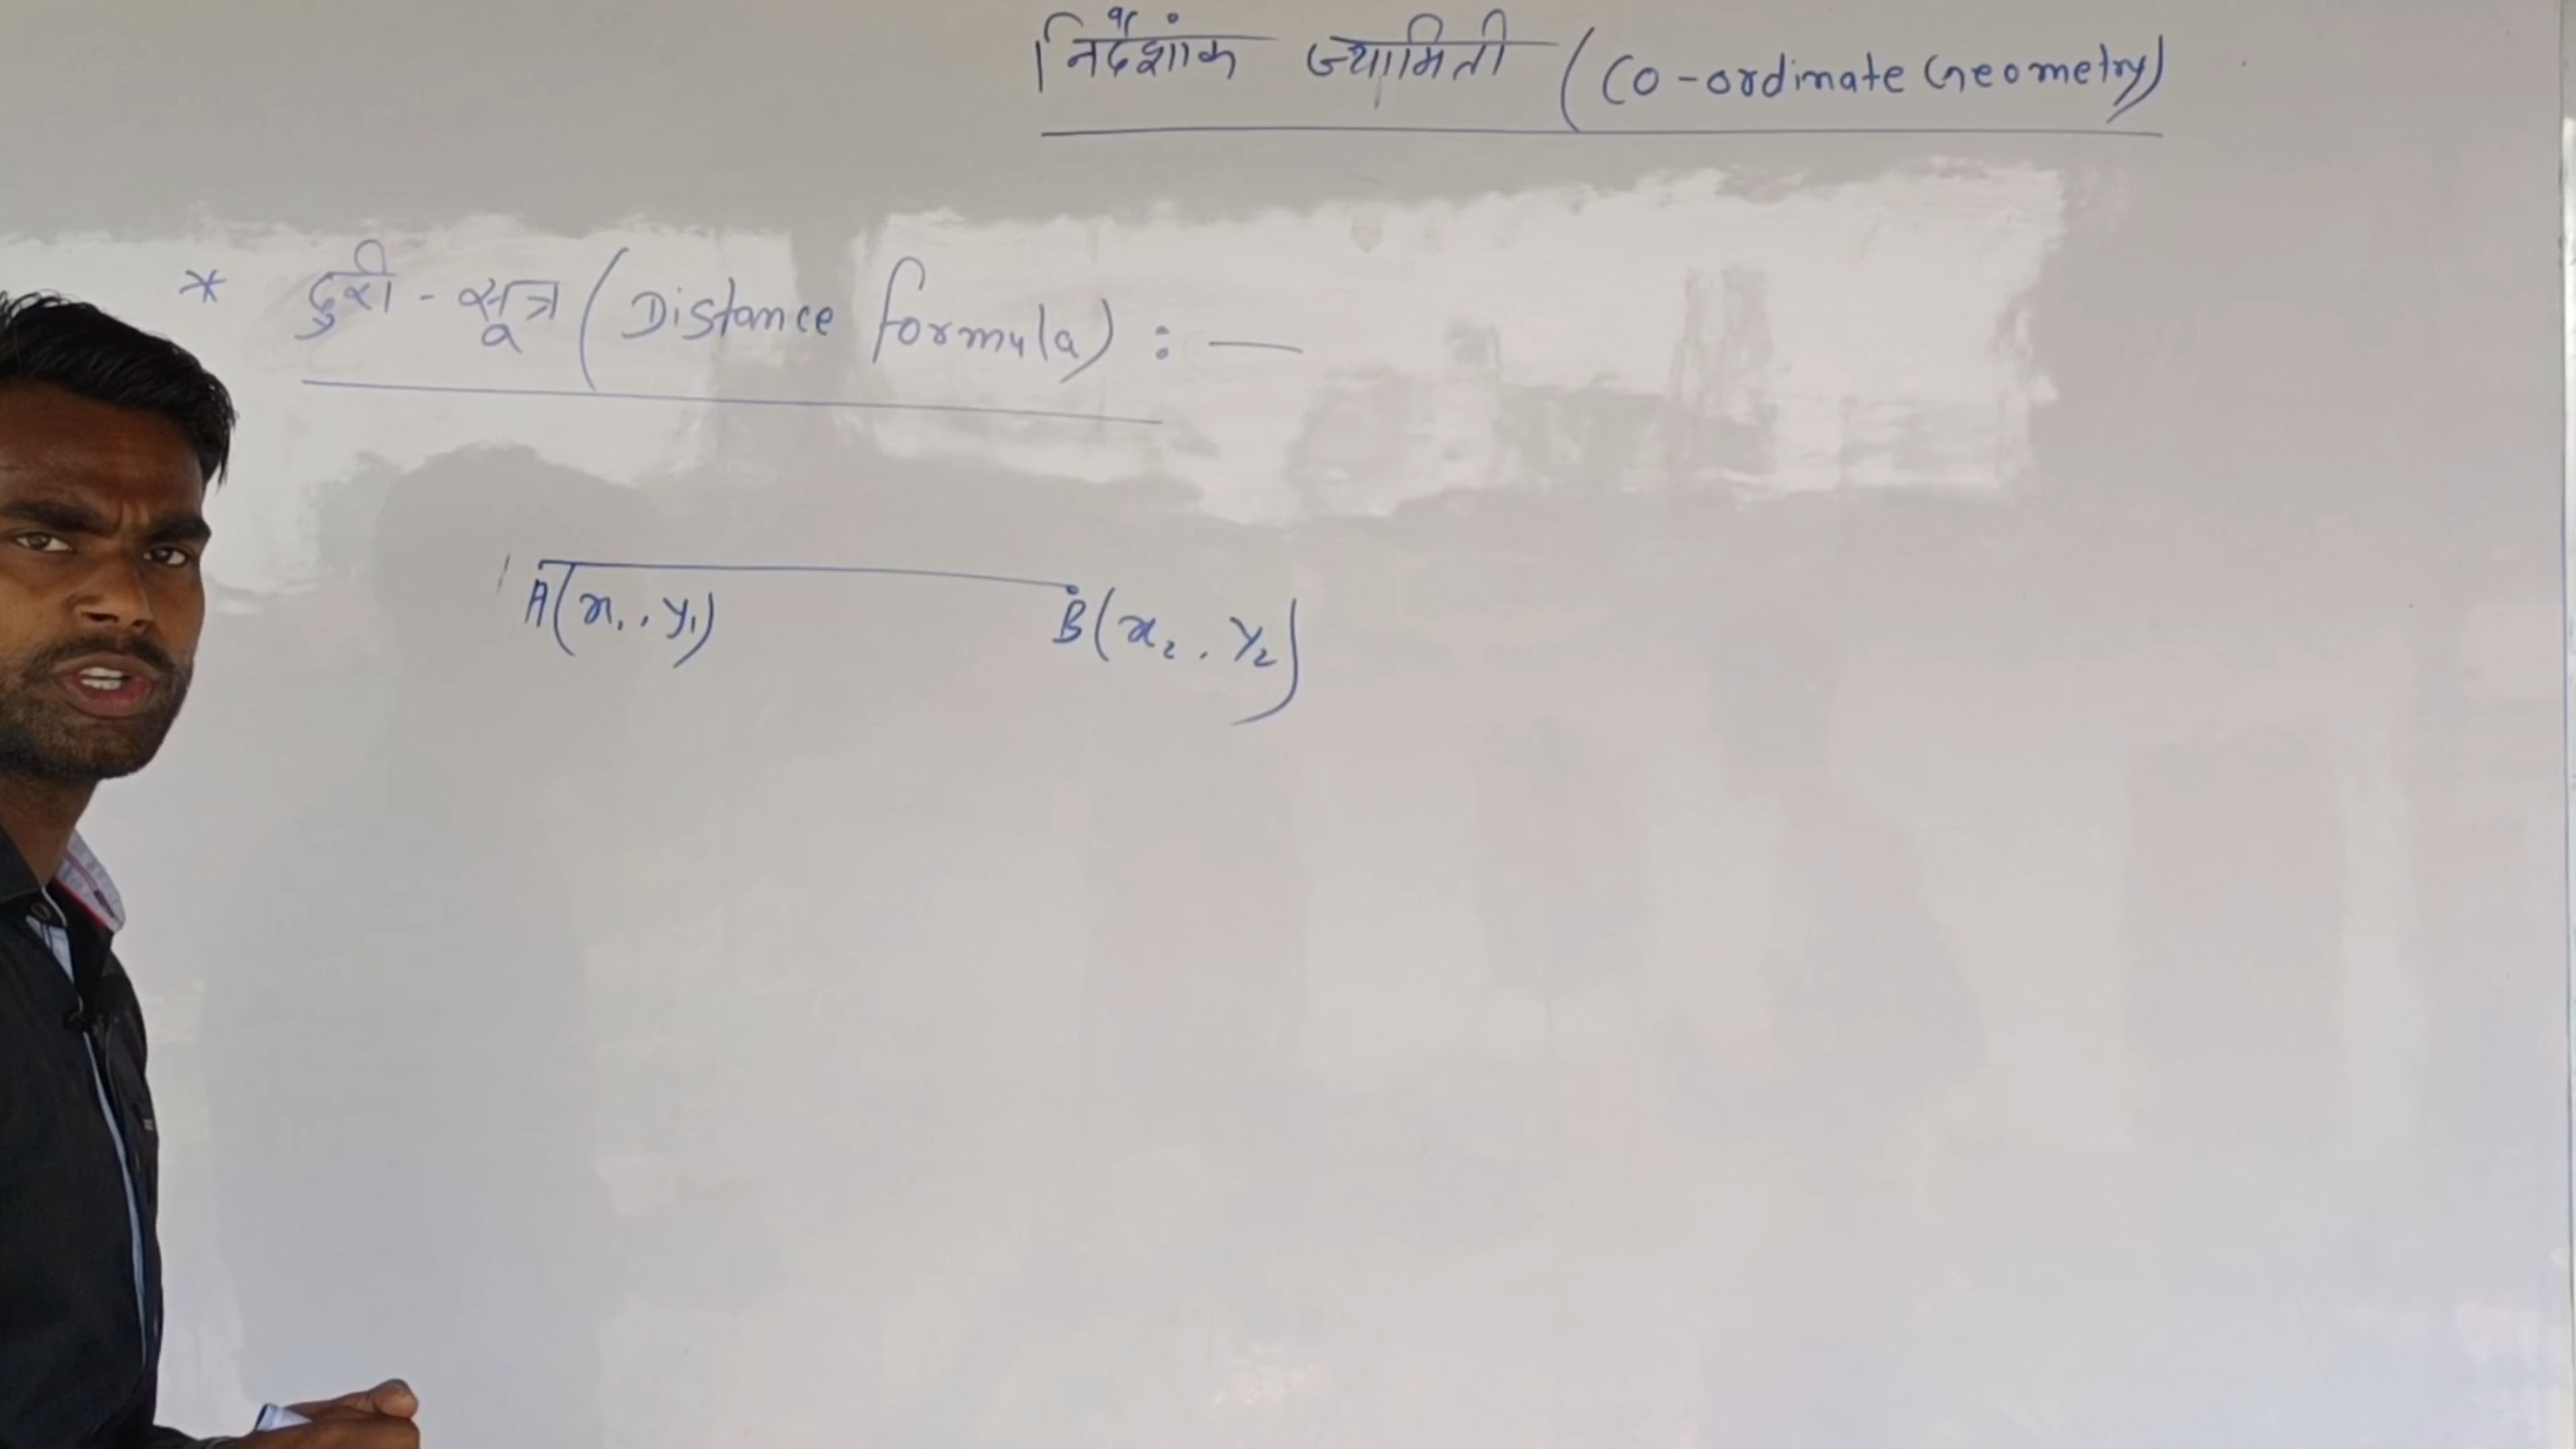 निर्देशांक ज्यामिती (Co-ordinate Geometry)
* दुरी - सूत्र (Distance formula) : —
A(x₁, y₁) B(x₂, y₂)